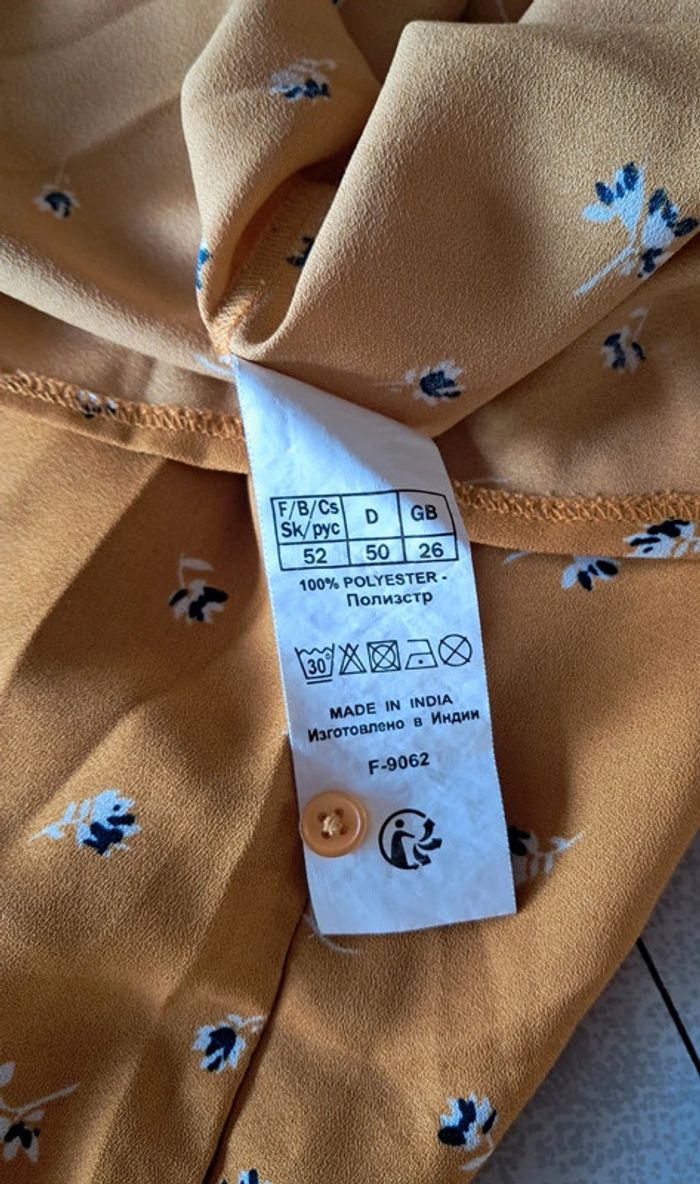 F/B/Cs D GB
Sk/рус
52 50 26
100% POLYESTER -
Полиэстр
30°
MADE IN INDIA
Изготовлено в Индии
F-9062